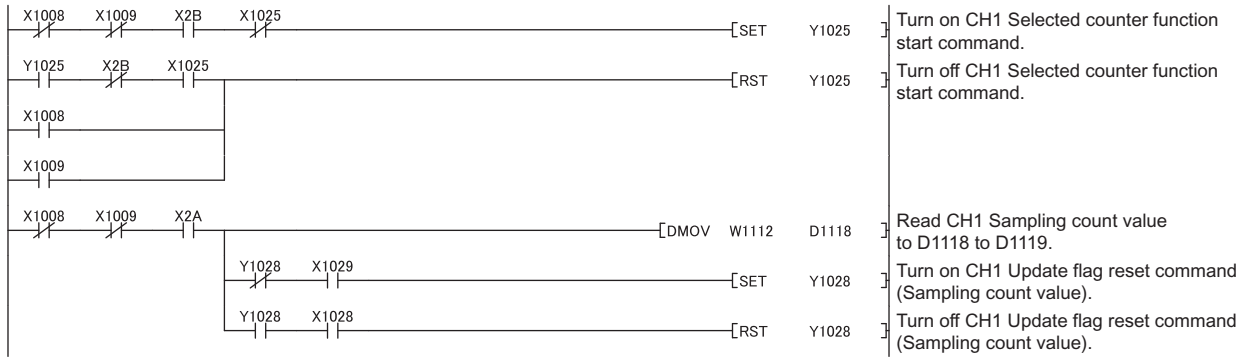 X1008 X1009 X2B X1025
[SET Y1025 ]
Turn on CH1 Selected counter function
start command.
Y1025 X2B X1025
[RST Y1025 ]
Turn off CH1 Selected counter function
start command.
X1008
X1009
X1008 X1009 X2A
[DMOV W1112 D1118 ]
Read CH1 Sampling count value
to D1118 to D1119.
Y1028 X1029
[SET Y1028 ]
Turn on CH1 Update flag reset command
(Sampling count value).
Y1028 X1028
[RST Y1028 ]
Turn off CH1 Update flag reset command
(Sampling count value).